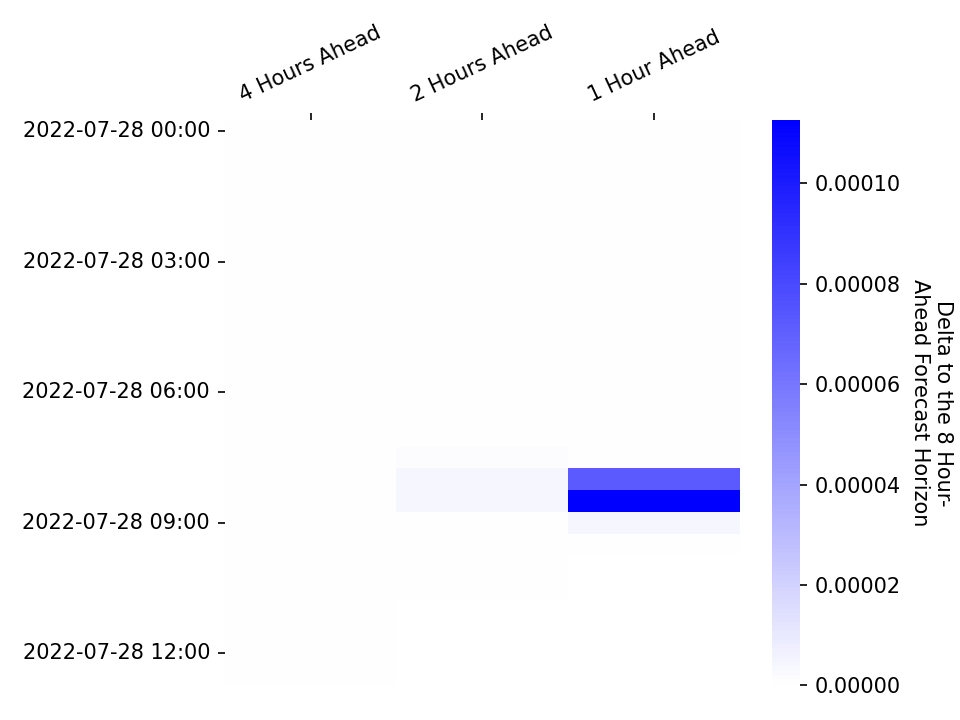 4 Hours Ahead
2 Hours Ahead
1 Hour Ahead
2022-07-28 00:00
2022-07-28 03:00
2022-07-28 06:00
2022-07-28 09:00
2022-07-28 12:00
0.00010
0.00008
0.00006
0.00004
0.00002
0.00000
Delta to the 8 Hour-
Ahead Forecast Horizon